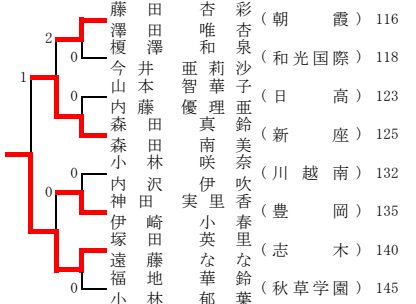 藤田 杏彩
澤田 唯杏 (朝霞) 116
2
榎澤 和泉
0 今井 亜莉沙 (和光国際) 118
1
山本 智華子
0 内藤 優理亜 (日高) 123
森田 真鈴
森田 南美 (新座) 125
小林 咲奈
0 内沢 伊吹 (川越南) 132
0
神田 実里香
伊崎 小春 (豊岡) 135
塚田 英里
遠藤 なな (志木) 140
福地 華鈴
0 小林 郁葉 (秋草学園) 145